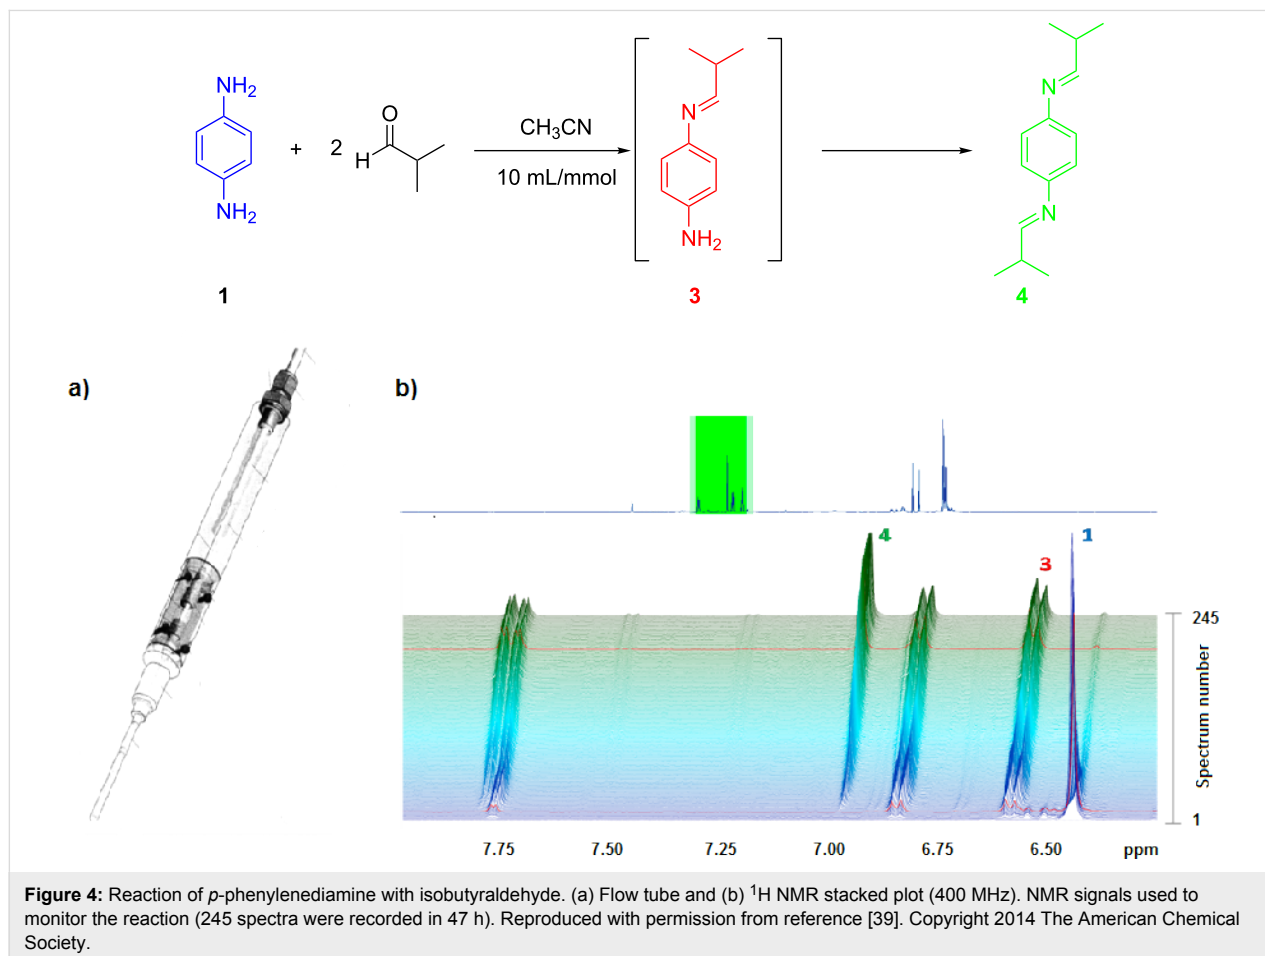 NH2
NH2
1
+
2
O
H
CH3CN
10 mL/mmol
N
NH2
3
N
N
4
a)
b)
4
3
1
245
Spectrum number
1
7.75 7.50 7.25 7.00 6.75 6.50 ppm
Figure 4: Reaction of p-phenylenediamine with isobutyraldehyde. (a) Flow tube and (b) 1H NMR stacked plot (400 MHz). NMR signals used to
monitor the reaction (245 spectra were recorded in 47 h). Reproduced with permission from reference [39]. Copyright 2014 The American Chemical
Society.